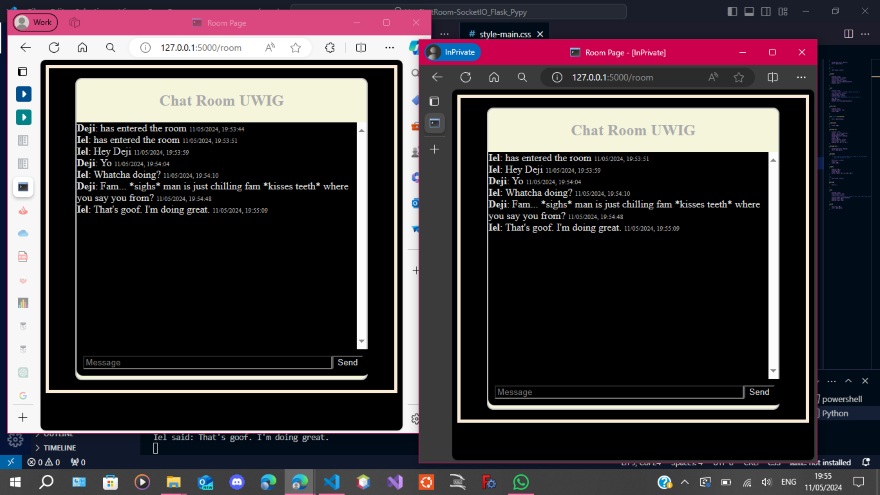 Work
Room Page
127.0.0.1:5000/room
Chat Room UWIG
Deji: has entered the room 11/05/2024, 19:53:44
Iel: has entered the room 11/05/2024, 19:53:51
Iel: Hey Deji 11/05/2024, 19:53:59
Deji: Yo 11/05/2024, 19:54:04
Iel: Whatcha doing? 11/05/2024, 19:54:10
Deji: Fam... *sighs* man is just chilling fam *kisses teeth* where
you say you from? 11/05/2024, 19:54:48
Iel: That's goof. I'm doing great. 11/05/2024, 19:55:09
Message
Send
Room-SocketIO_Flask_Pypy
style-main.css
InPrivate
Room Page - [InPrivate]
127.0.0.1:5000/room
Chat Room UWIG
Iel: has entered the room 11/05/2024, 19:53:51
Iel: Hey Deji 11/05/2024, 19:53:59
Deji: Yo 11/05/2024, 19:54:04
Iel: Whatcha doing? 11/05/2024, 19:54:10
Deji: Fam... *sighs* man is just chilling fam *kisses teeth* where
you say you from? 11/05/2024, 19:54:48
Iel: That's goof. I'm doing great. 11/05/2024, 19:55:09
Message
Send
powershell
Python
OUTLINE
TIMELINE
Iel said: That's goof. I'm doing great.
0
0
0
not installed
ENG
19:55
11/05/2024